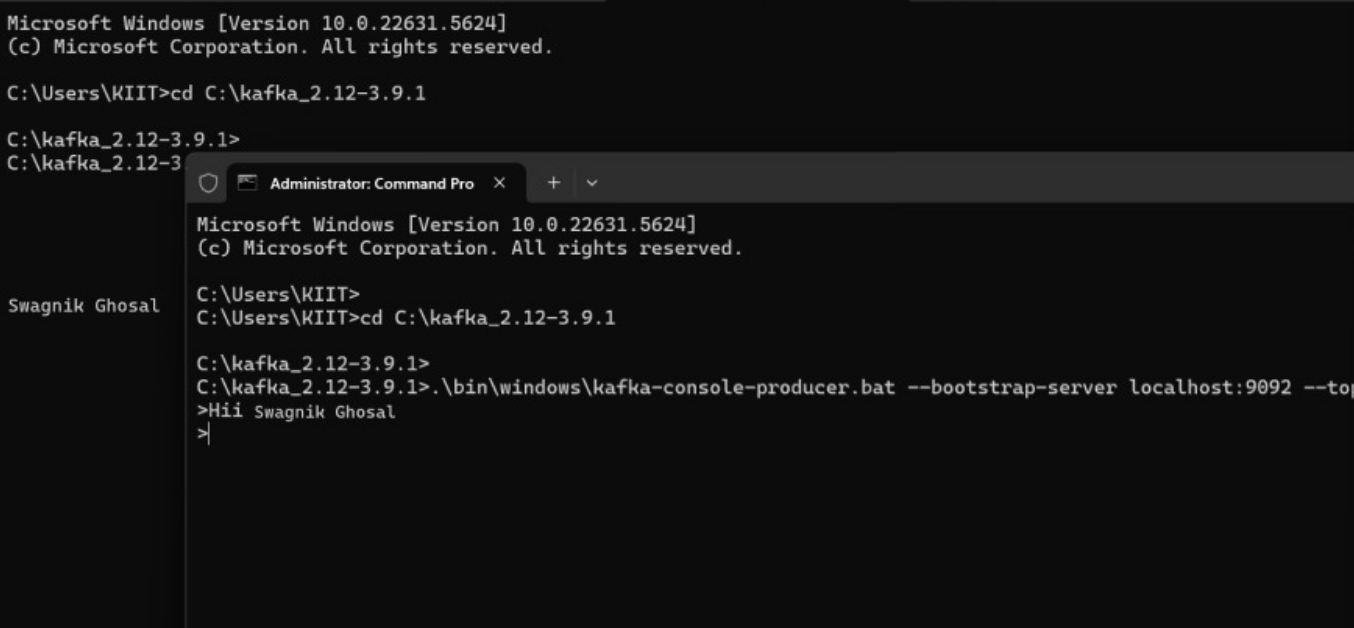 Microsoft Windows [Version 10.0.22631.5624]
(c) Microsoft Corporation. All rights reserved.
C:\Users\KIIT>cd C:\kafka_2.12-3.9.1
C:\kafka_2.12-3.9.1>
C:\kafka_2.12-3
Swagnik Ghosal
Administrator: Command Pro
Microsoft Windows [Version 10.0.22631.5624]
(c) Microsoft Corporation. All rights reserved.
C:\Users\KIIT>
C:\Users\KIIT>cd C:\kafka_2.12-3.9.1
C:\kafka_2.12-3.9.1>
C:\kafka_2.12-3.9.1>.\bin\windows\kafka-console-producer.bat --bootstrap-server localhost:9092 --top
>Hii Swagnik Ghosal
>